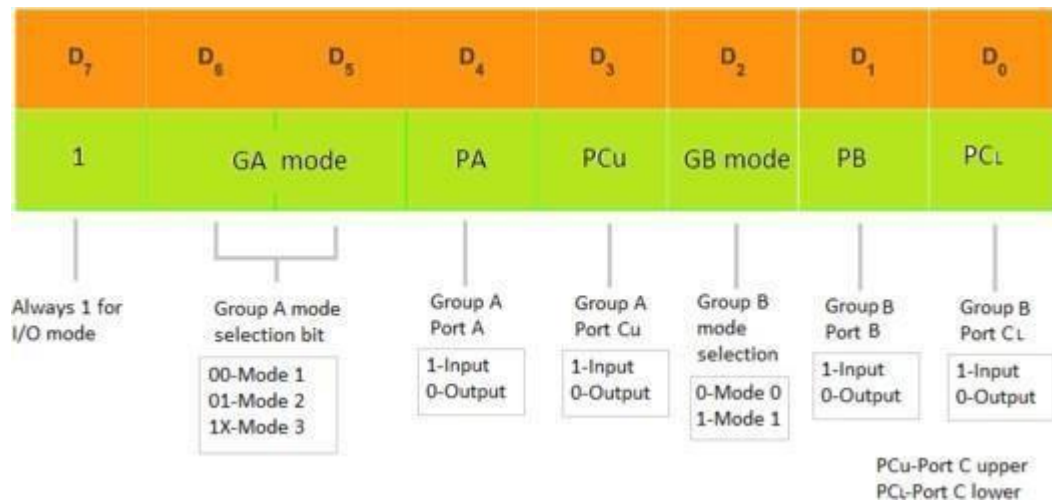 D7 D6 D5 D4 D3 D2 D1 D0
1 GA mode PA PCu GB mode PB PCL
Always 1 for
I/O mode
Group A mode
selection bit
00-Mode 1
01-Mode 2
1X-Mode 3
Group A
Port A
1-Input
0-Output
Group A
Port Cu
1-Input
0-Output
Group B
mode
selection
0-Mode 0
1-Mode 1
Group B
Port B
1-Input
0-Output
Group B
Port CL
1-Input
0-Output
PCu-Port C upper
PCL-Port C lower